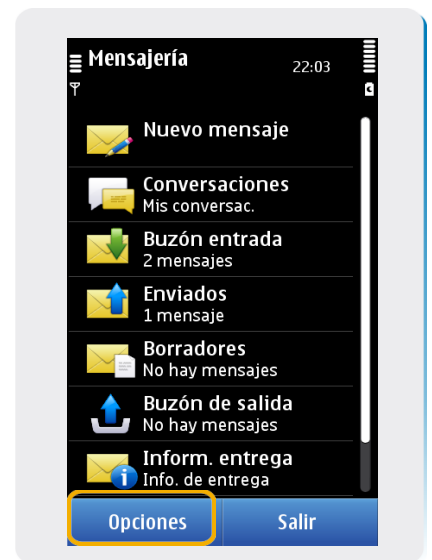 Mensajería
22:03
Nuevo mensaje
Conversaciones
Mis conversac.
Buzón entrada
2 mensajes
Enviados
1 mensaje
Borradores
No hay mensajes
Buzón de salida
No hay mensajes
Inform. entrega
Info. de entrega
Opciones Salir